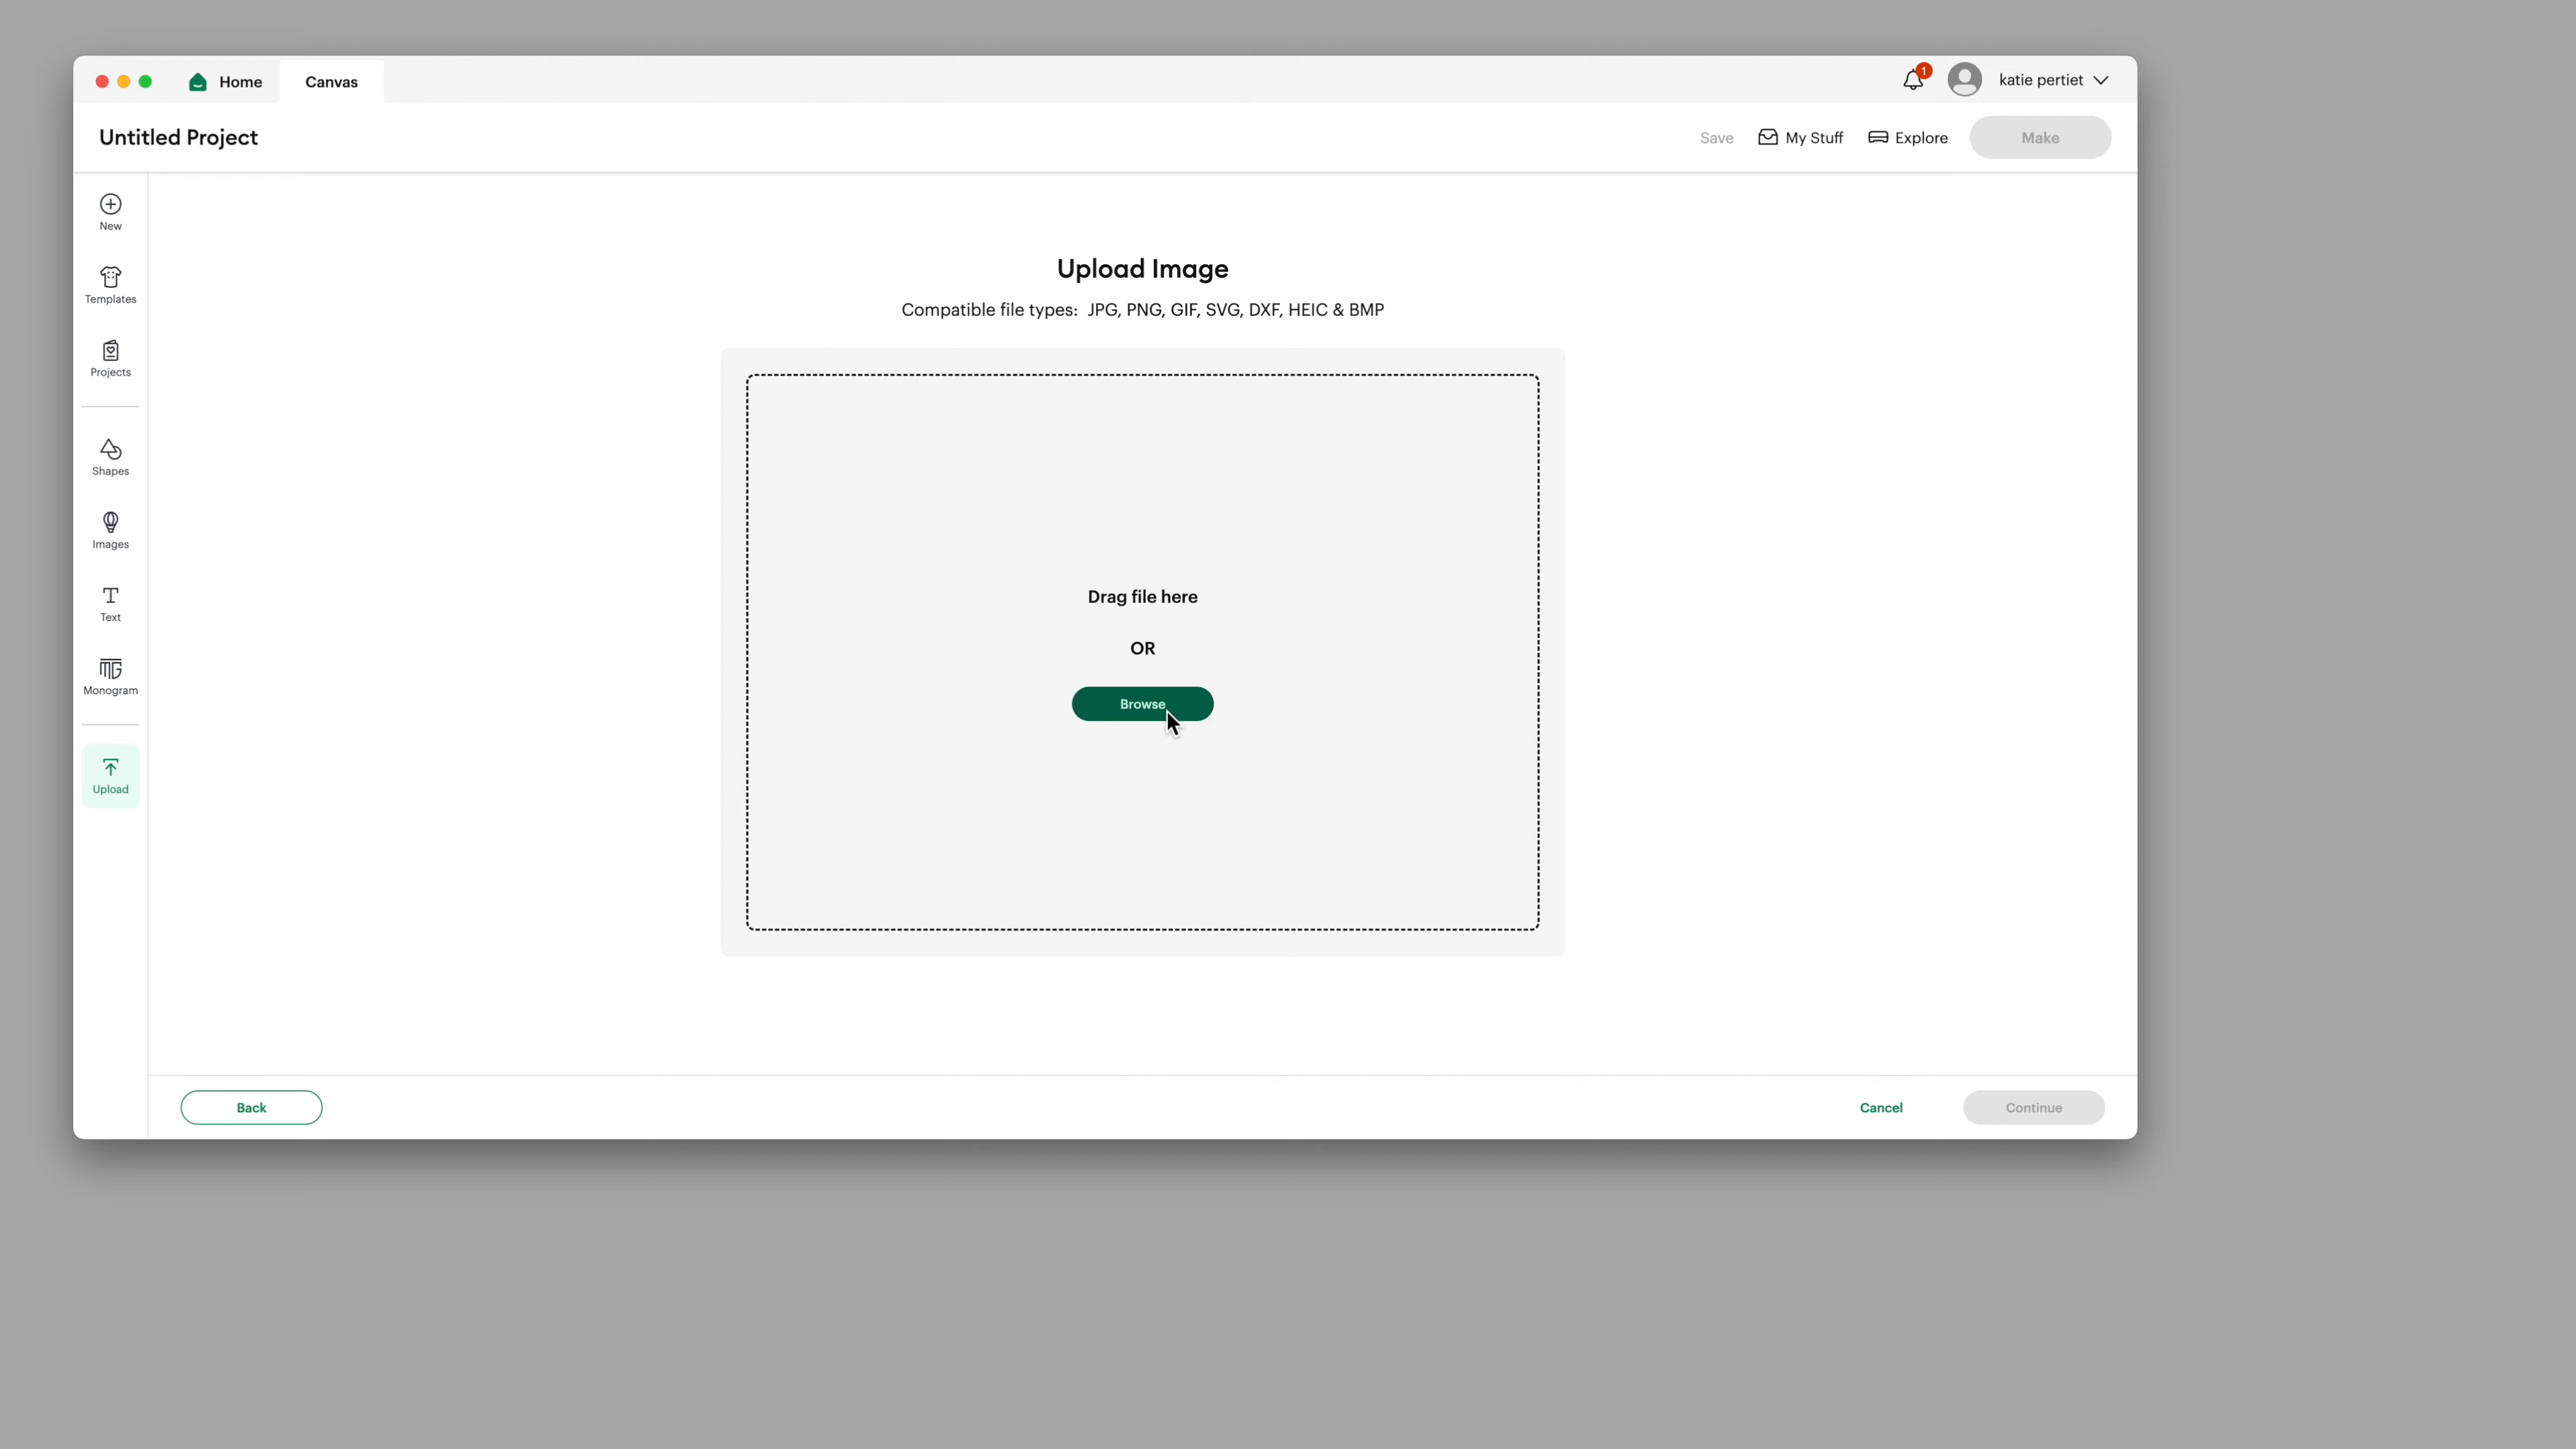 Home
Canvas
1
katie pertiet
Untitled Project
Save
My Stuff
Explore
Make
New
Templates
Projects
Shapes
Images
Text
MG
Monogram
Upload
Upload Image
Compatible file types: JPG, PNG, GIF, SVG, DXF, HEIC & BMP
Drag file here
OR
Browse
Back
Cancel
Continue